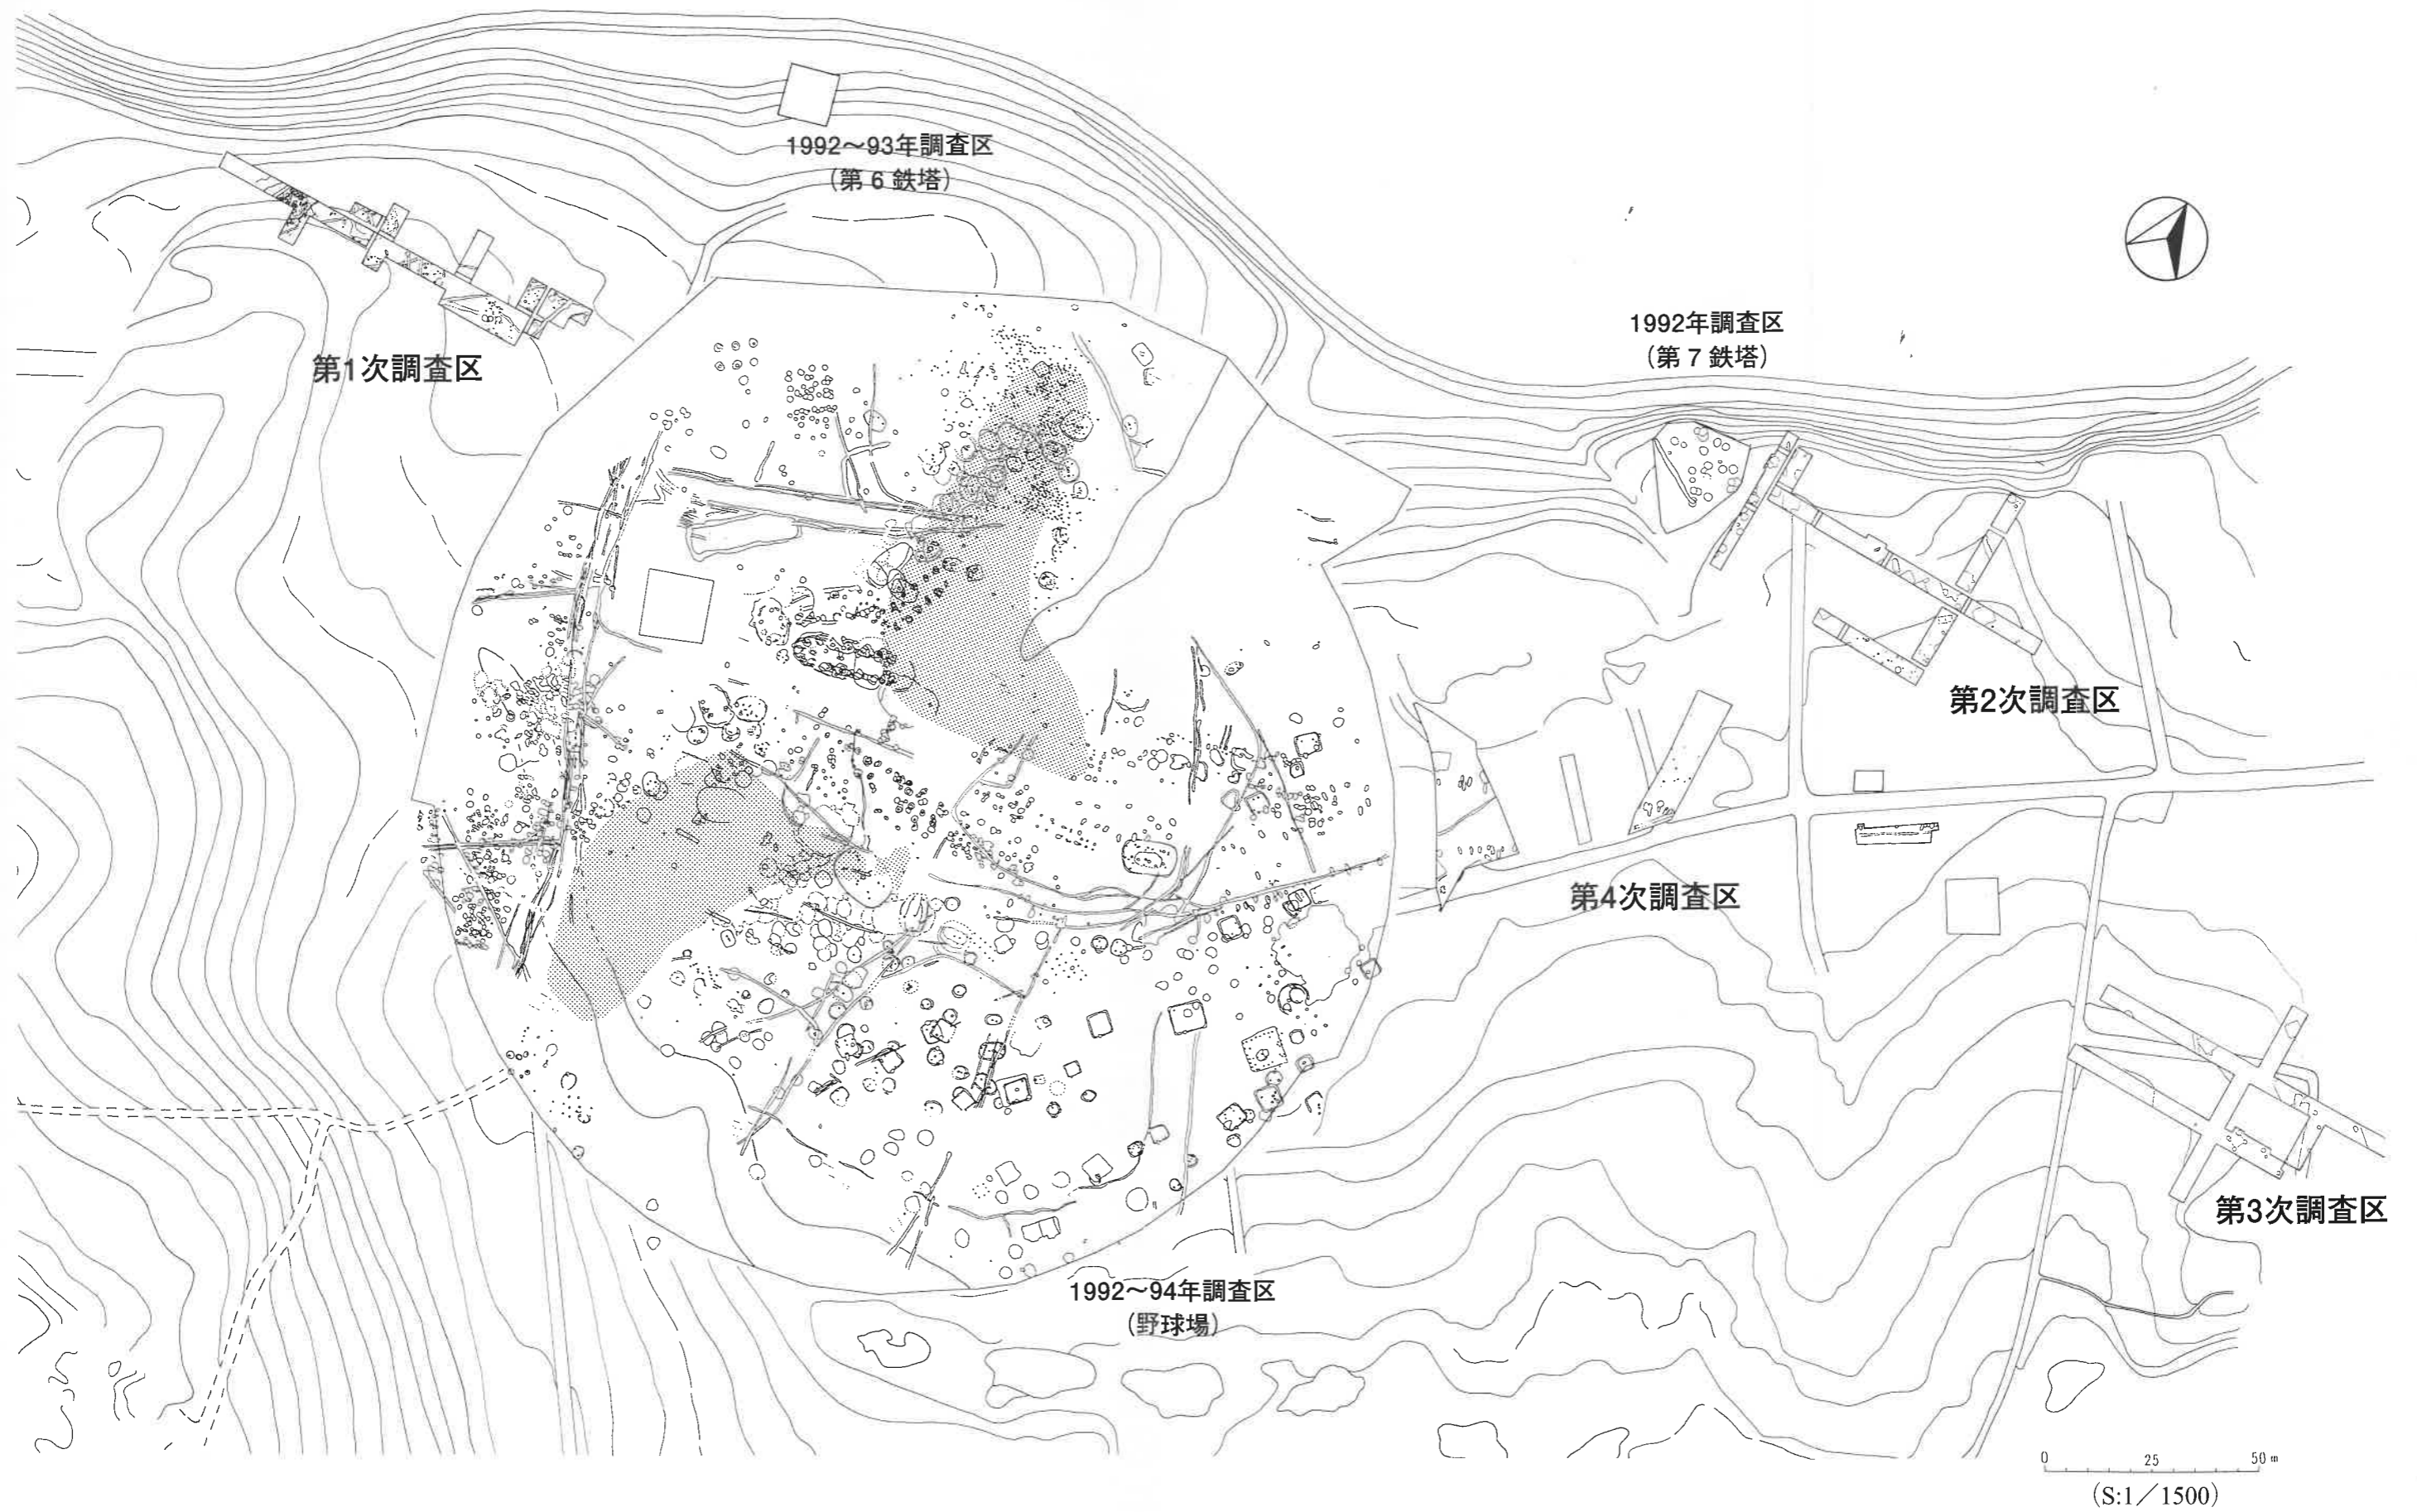 1992～93年調査区
（第6鉄塔）
第1次調査区
1992年調査区
（第7鉄塔）
第2次調査区
第4次調査区
第3次調査区
1992～94年調査区
（野球場）
0 25 50 m
（S:1／1500）